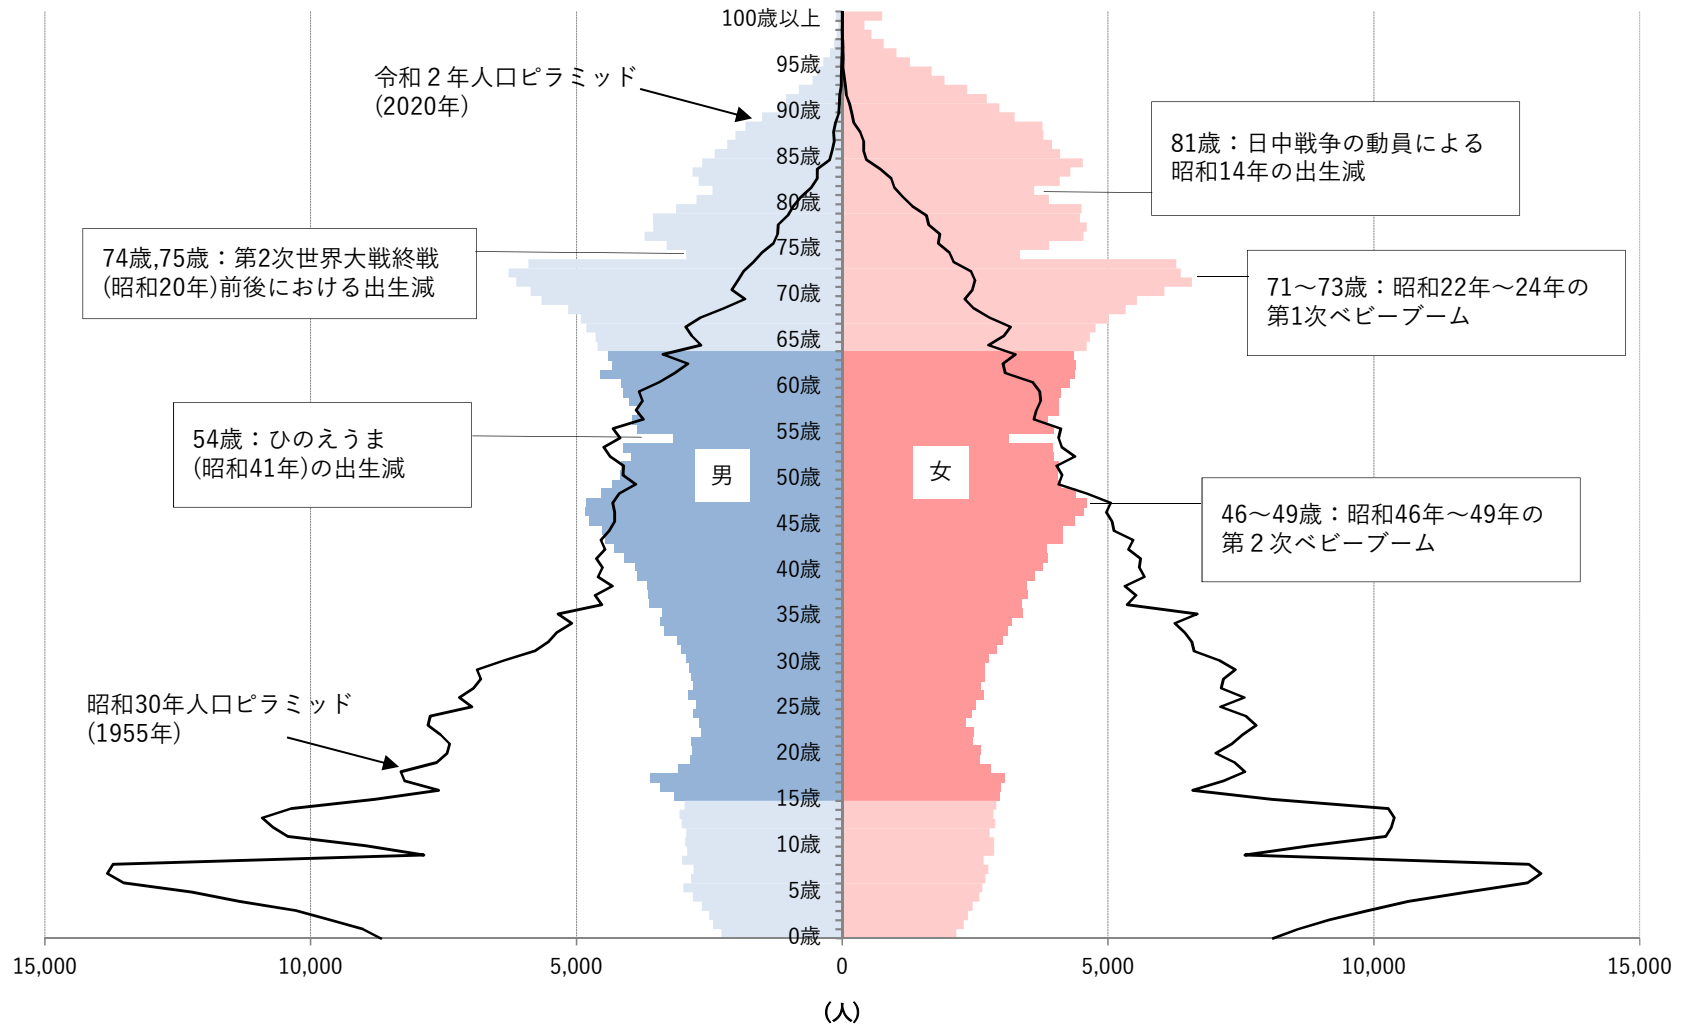 100歳以上
95歳
90歳
85歳
80歳
75歳
70歳
65歳
60歳
55歳
50歳
45歳
40歳
35歳
30歳
25歳
20歳
15歳
10歳
5歳
0歳
令和２年人口ピラミッド
(2020年)
81歳：日中戦争の動員による
昭和14年の出生減
74歳,75歳：第2次世界大戦終戦
(昭和20年)前後における出生減
71～73歳：昭和22年～24年の
第1次ベビーブーム
54歳：ひのえうま
(昭和41年)の出生減
男
女
46～49歳：昭和46年～49年の
第２次ベビーブーム
昭和30年人口ピラミッド
(1955年)
15,000
10,000
5,000
0
5,000
10,000
15,000
(人)